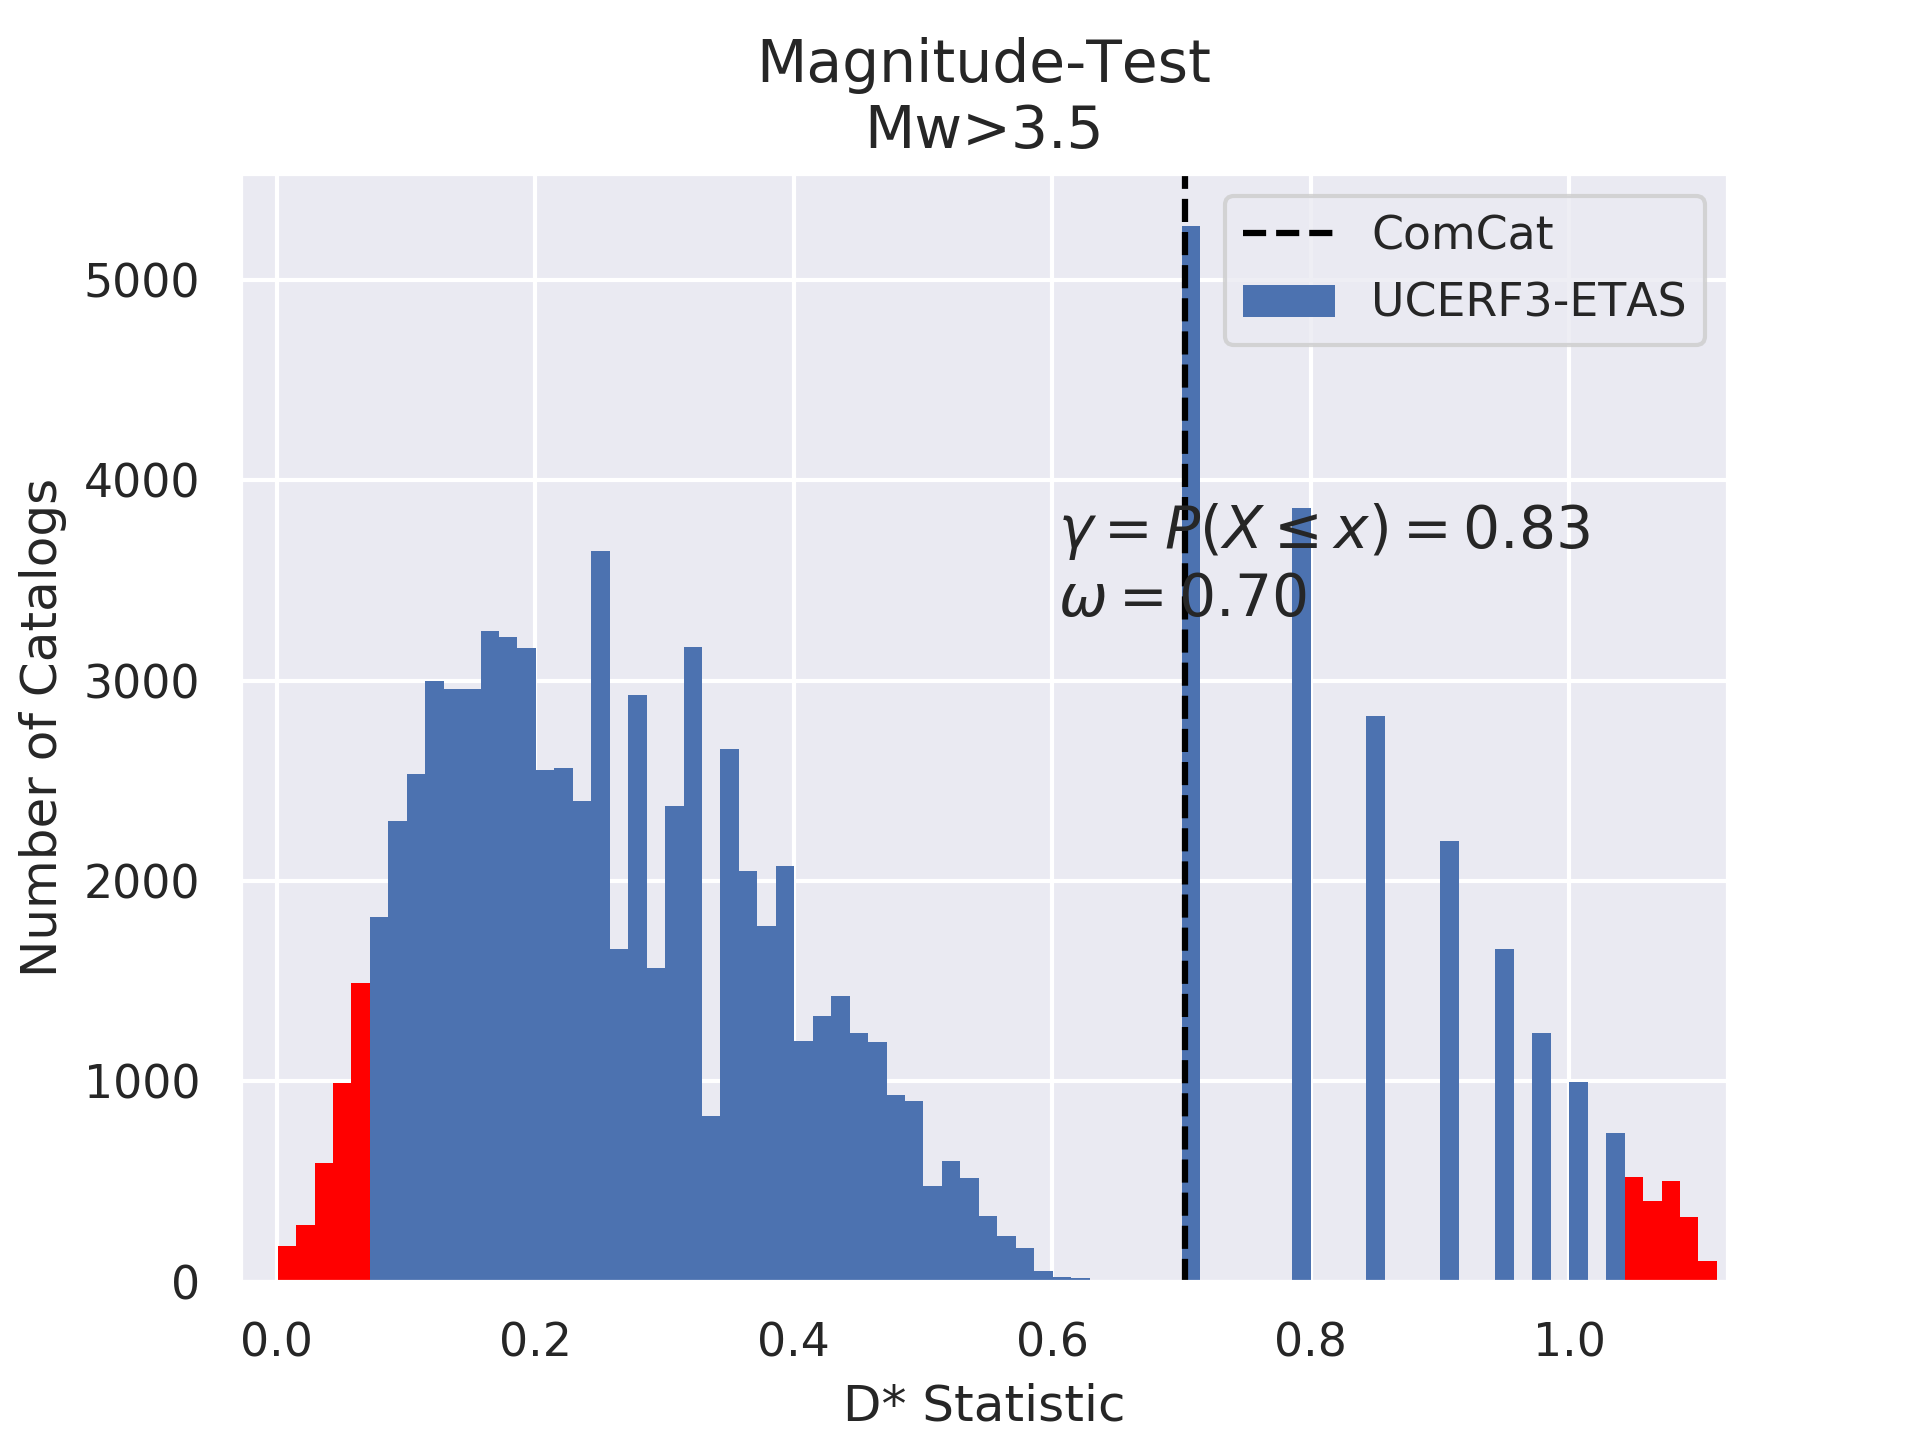 Magnitude-Test
Mw>3.5
ComCat
UCERF3-ETAS
γ = P(X ≤ x) = 0.83
ω = 0.70
Number of Catalogs
5000
4000
3000
2000
1000
0
0.0 0.2 0.4 0.6 0.8 1.0
D* Statistic